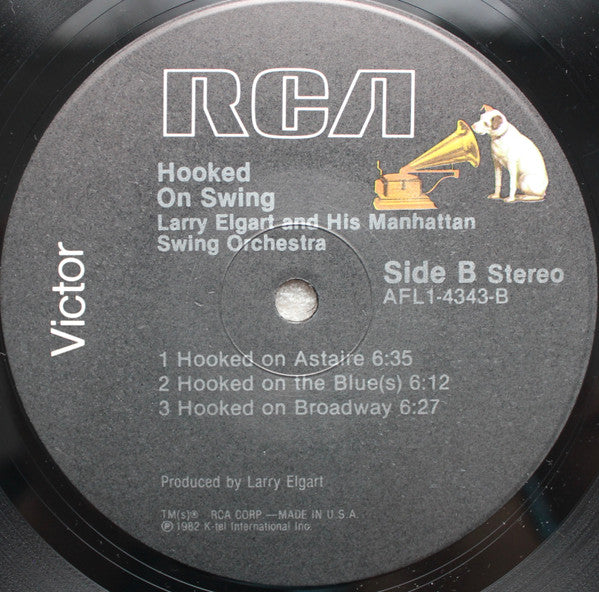 RCA
Hooked
On Swing
Larry Elgart and His Manhattan
Swing Orchestra
Victor
Side B Stereo
AFL1-4343-B
1 Hooked on Astaire 6:35
2 Hooked on the Blue(s) 6:12
3 Hooked on Broadway 6:27
Produced by Larry Elgart
TM(s)® RCA CORP.—MADE IN U.S.A.
℗ 1982 K-tel International Inc.